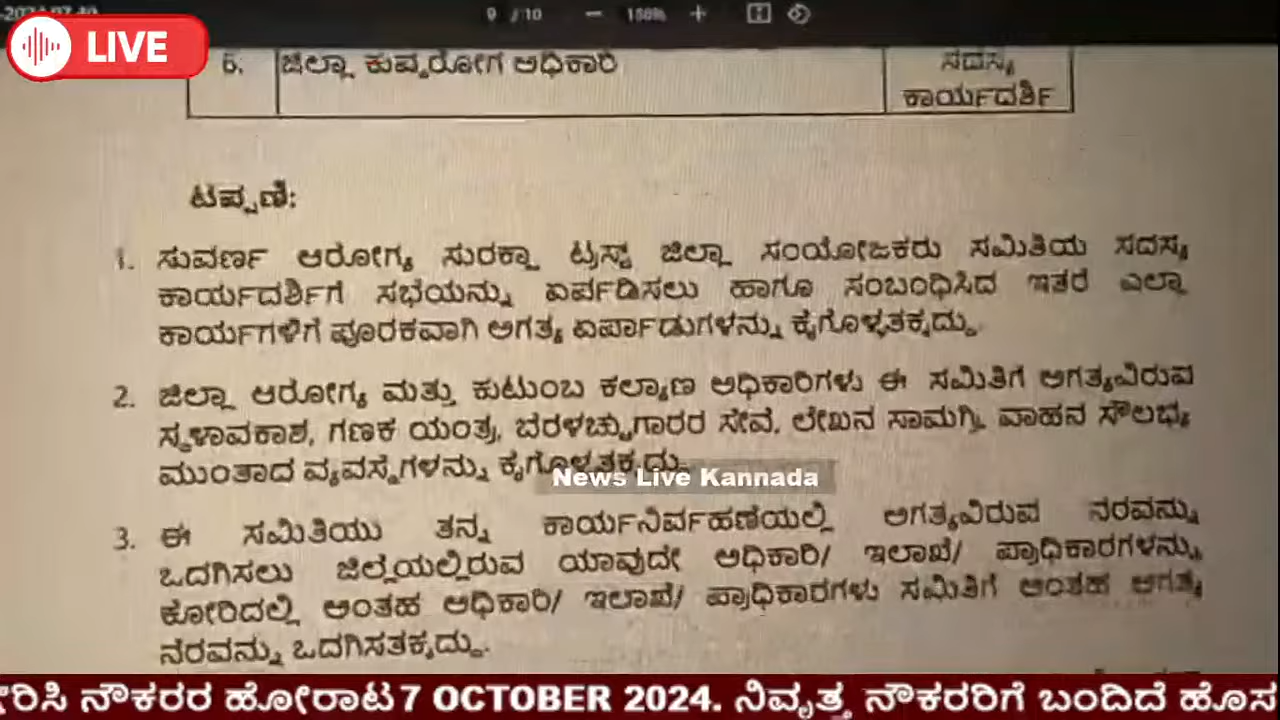 9 / 10 — 158% +
LIVE
6. ಜಿಲ್ಲಾ ಕುಷ್ಠರೋಗ ಅಧಿಕಾರಿ ಸದಸ್ಯ
ಕಾರ್ಯದರ್ಶಿ
ಟಿಪ್ಪಣಿ:
1. ಸುವರ್ಣ ಆರೋಗ್ಯ ಸುರಕ್ಷಾ ಟ್ರಸ್ಟ್ ಜಿಲ್ಲಾ ಸಂಯೋಜಕರು ಸಮಿತಿಯ ಸದಸ್ಯ
ಕಾರ್ಯದರ್ಶಿಗೆ ಸಭೆಯನ್ನು ಏರ್ಪಡಿಸಲು ಹಾಗೂ ಸಂಬಂಧಿಸಿದ ಇತರೆ ಎಲ್ಲಾ
ಕಾರ್ಯಗಳಿಗೆ ಪೂರಕವಾಗಿ ಅಗತ್ಯ ಏರ್ಪಾಡುಗಳನ್ನು ಕೈಗೊಳ್ಳತಕ್ಕದ್ದು.
2. ಜಿಲ್ಲಾ ಆರೋಗ್ಯ ಮತ್ತು ಕುಟುಂಬ ಕಲ್ಯಾಣ ಅಧಿಕಾರಿಗಳು ಈ ಸಮಿತಿಗೆ ಅಗತ್ಯವಿರುವ
ಸ್ಥಳಾವಕಾಶ, ಗಣಕ ಯಂತ್ರ, ಬೆರಳಚ್ಚುಗಾರರ ಸೇವೆ, ಲೇಖನ ಸಾಮಗ್ರಿ, ವಾಹನ ಸೌಲಭ್ಯ
ಮುಂತಾದ ವ್ಯವಸ್ಥೆಗಳನ್ನು ಕೈಗೊಳ್ಳತಕ್ಕದ್ದು.
News Live Kannada
3. ಈ ಸಮಿತಿಯು ತನ್ನ ಕಾರ್ಯನಿರ್ವಹಣೆಯಲ್ಲಿ ಅಗತ್ಯವಿರುವ ನೆರವನ್ನು
ಒದಗಿಸಲು ಜಿಲ್ಲೆಯಲ್ಲಿರುವ ಯಾವುದೇ ಅಧಿಕಾರಿ/ ಇಲಾಖೆ/ ಪ್ರಾಧಿಕಾರಗಳನ್ನು
ಕೋರಿದಲ್ಲಿ ಅಂತಹ ಅಧಿಕಾರಿ/ ಇಲಾಖೆ/ ಪ್ರಾಧಿಕಾರಗಳು ಸಮಿತಿಗೆ ಅಂತಹ ಅಗತ್ಯ
ನೆರವನ್ನು ಒದಗಿಸತಕ್ಕದ್ದು.
ನೌಕರರ ಹೋರಾಟ 7 OCTOBER 2024. ನಿವೃತ್ತ ನೌಕರರಿಗೆ ಬಂದಿದೆ ಹೊಸ